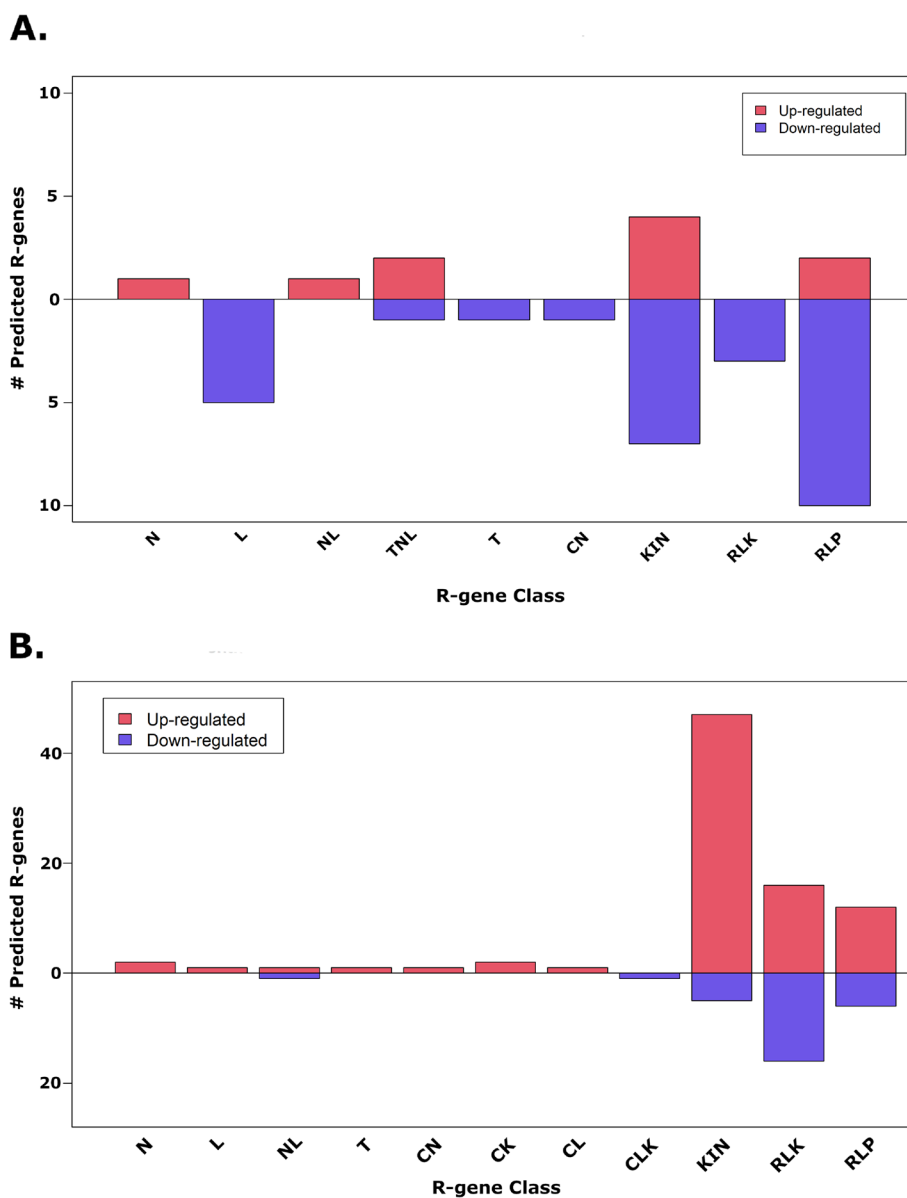 A.
# Predicted R-genes
10
5
0
5
10
Up-regulated
Down-regulated
N L NL TNL T CN KIN RLK RLP
R-gene Class
B.
# Predicted R-genes
40
20
0
20
Up-regulated
Down-regulated
N L NL T CN CK CL CLK KIN RLK RLP
R-gene Class